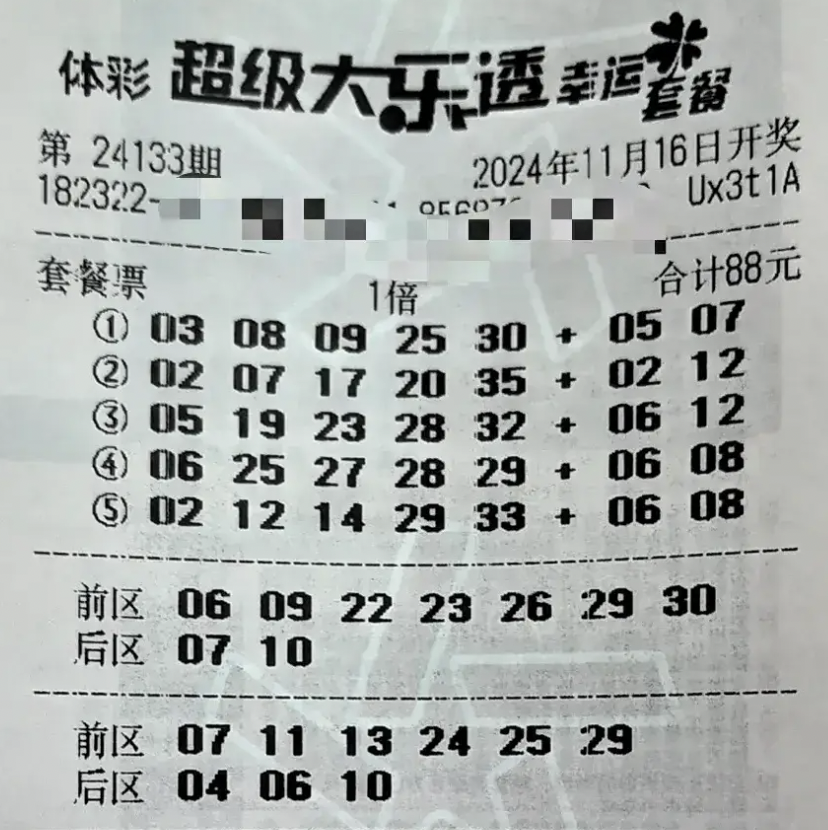 体彩 超级大乐透 幸运套餐
第 24133期 2024年11月16日开奖
182322- Ux3t1A
套餐票 1倍 合计88元
① 03 08 09 25 30 + 05 07
② 02 07 17 20 35 + 02 12
③ 05 19 23 28 32 + 06 12
④ 06 25 27 28 29 + 06 08
⑤ 02 12 14 29 33 + 06 08
前区 06 09 22 23 26 29 30
后区 07 10
前区 07 11 13 24 25 29
后区 04 06 10